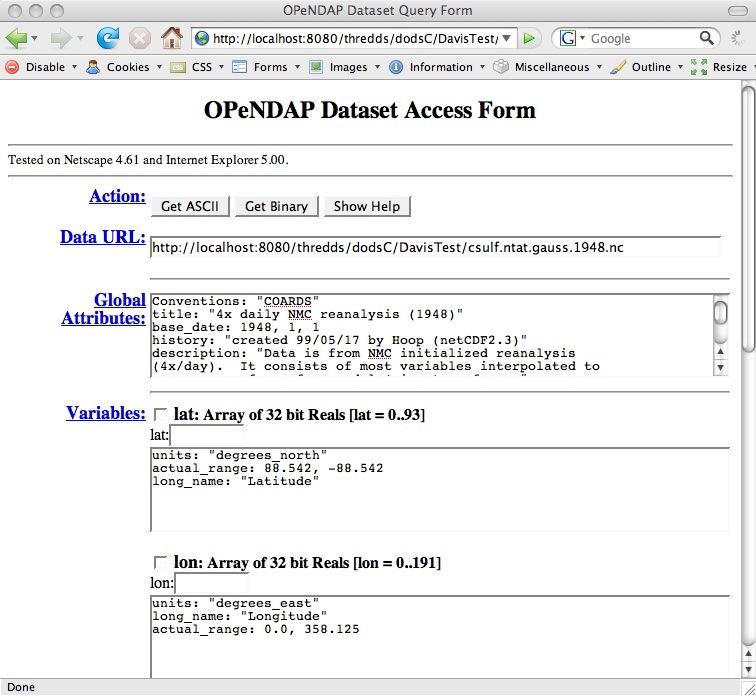 OPeNDAP Dataset Query Form
http://localhost:8080/thredds/dodsC/DavisTest/
Google
Disable Cookies CSS Forms Images Information Miscellaneous Outline Resize
OPeNDAP Dataset Access Form
Tested on Netscape 4.61 and Internet Explorer 5.00.
Action: Get ASCII Get Binary Show Help
Data URL: http://localhost:8080/thredds/dodsC/DavisTest/csulf.ntat.gauss.1948.nc
Global Attributes:
Conventions: "COARDS"
title: "4x daily NMC reanalysis (1948)"
base_date: 1948, 1, 1
history: "created 99/05/17 by Hoop (netCDF2.3)"
description: "Data is from NMC initialized reanalysis
(4x/day).  It consists of most variables interpolated to
Variables: lat: Array of 32 bit Reals [lat = 0..93]
lat:
units: "degrees_north"
actual_range: 88.542, -88.542
long_name: "Latitude"
lon: Array of 32 bit Reals [lon = 0..191]
lon:
units: "degrees_east"
long_name: "Longitude"
actual_range: 0.0, 358.125
Done